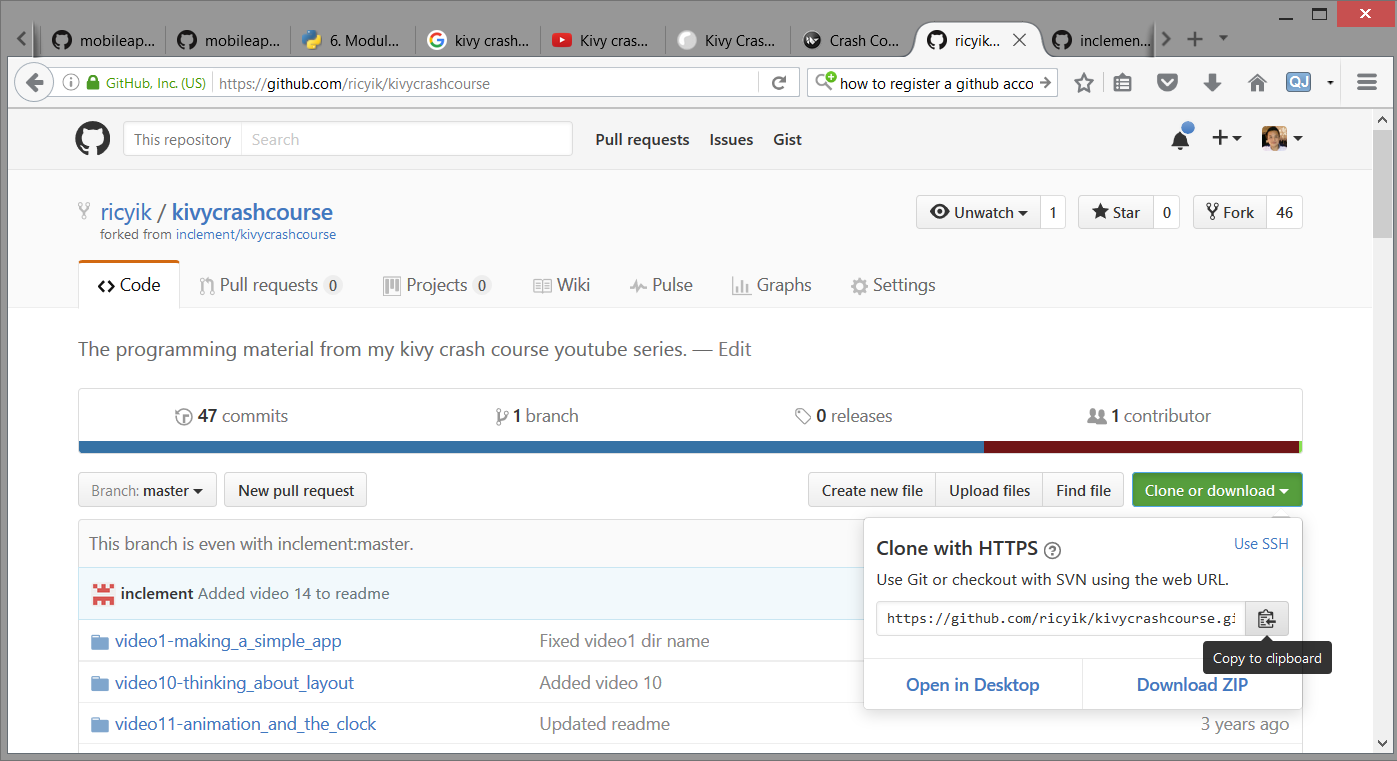 mobileap... mobileap... 6. Modul... kivy crash... Kivy cras... Kivy Cras... Crash Co... ricyik... inclemen...
GitHub, Inc. (US) https://github.com/ricyik/kivycrashcourse how to register a github acco QJ
This repository Search Pull requests Issues Gist
ricyik / kivycrashcourse Unwatch 1 Star 0 Fork 46
forked from inclement/kivycrashcourse
Code Pull requests 0 Projects 0 Wiki Pulse Graphs Settings
The programming material from my kivy crash course youtube series. — Edit
47 commits 1 branch 0 releases 1 contributor
Branch: master New pull request Create new file Upload files Find file Clone or download
This branch is even with inclement:master.
inclement Added video 14 to readme
video1-making_a_simple_app Fixed video1 dir name
video10-thinking_about_layout Added video 10
video11-animation_and_the_clock Updated readme 3 years ago
Clone with HTTPS ? Use SSH
Use Git or checkout with SVN using the web URL.
https://github.com/ricyik/kivycrashcourse.gi
Copy to clipboard
Open in Desktop Download ZIP